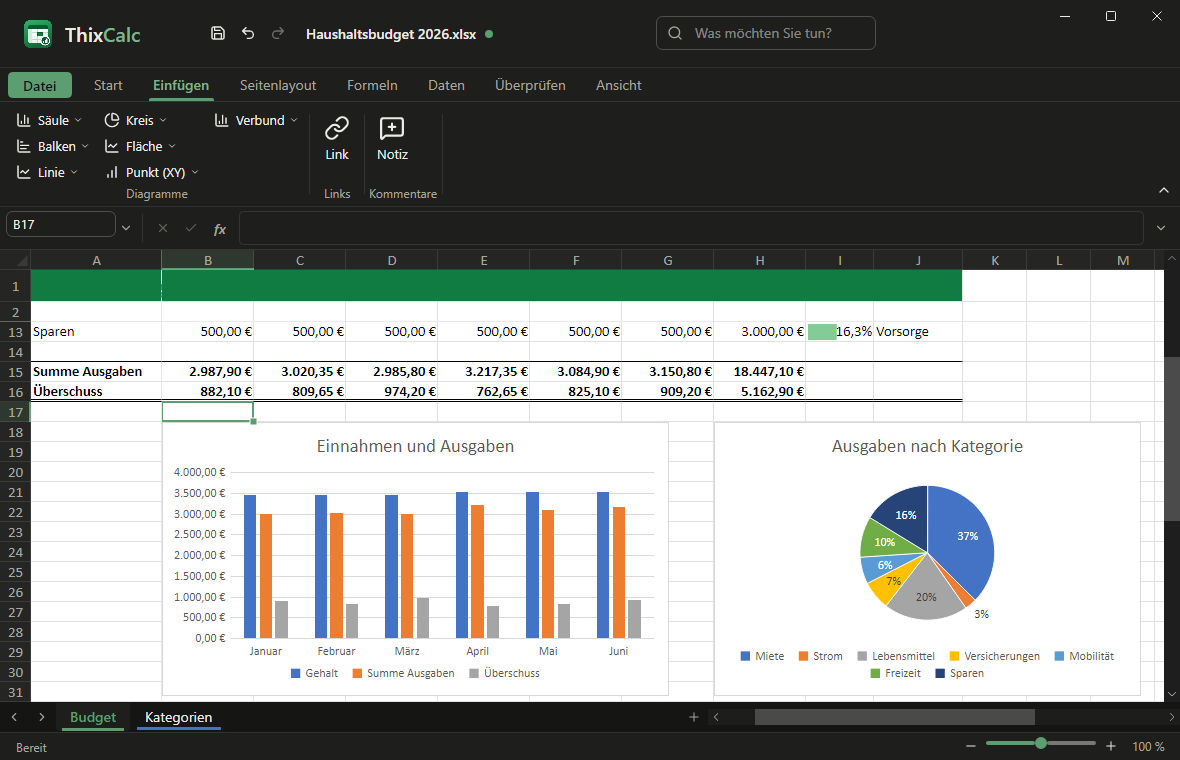 ThixCalc
Haushaltsbudget 2026.xlsx
Was möchten Sie tun?
Datei Start Einfügen Seitenlayout Formeln Daten Überprüfen Ansicht
Säule Kreis Verbund
Balken Fläche
Linie Punkt (XY)
Link
Notiz
Diagramme Links Kommentare
B17
fx
A B C D E F G H I J K L M
1
2
13 Sparen 500,00 € 500,00 € 500,00 € 500,00 € 500,00 € 500,00 € 3.000,00 € 16,3% Vorsorge
14
15 Summe Ausgaben 2.987,90 € 3.020,35 € 2.985,80 € 3.217,35 € 3.084,90 € 3.150,80 € 18.447,10 €
16 Überschuss 882,10 € 809,65 € 974,20 € 762,65 € 825,10 € 909,20 € 5.162,90 €
17
18
19
20
21
22
23
24
25
26
27
28
29
30
31
Einnahmen und Ausgaben
4.000,00 €
3.500,00 €
3.000,00 €
2.500,00 €
2.000,00 €
1.500,00 €
1.000,00 €
500,00 €
0,00 €
Januar Februar März April Mai Juni
Gehalt Summe Ausgaben Überschuss
Ausgaben nach Kategorie
16%
37%
10%
6%
7%
20%
3%
Miete Strom Lebensmittel Versicherungen Mobilität
Freizeit Sparen
Budget Kategorien
Bereit
100 %